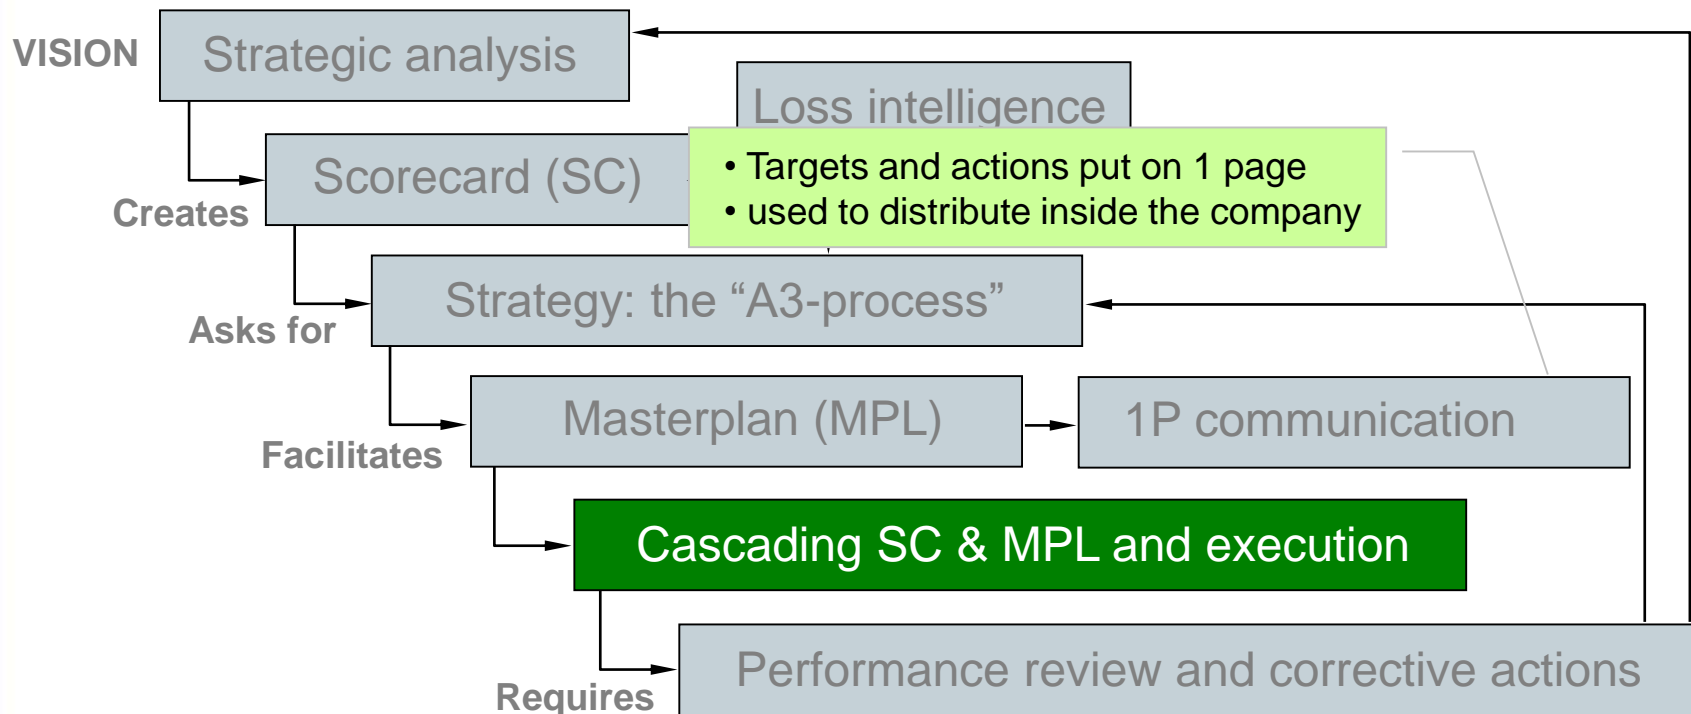 VISION
Strategic analysis
Loss intelligence
Scorecard (SC)
• Targets and actions put on 1 page
• used to distribute inside the company
Creates
Strategy: the “A3-process”
Asks for
Masterplan (MPL)
1P communication
Facilitates
Cascading SC & MPL and execution
Performance review and corrective actions
Requires